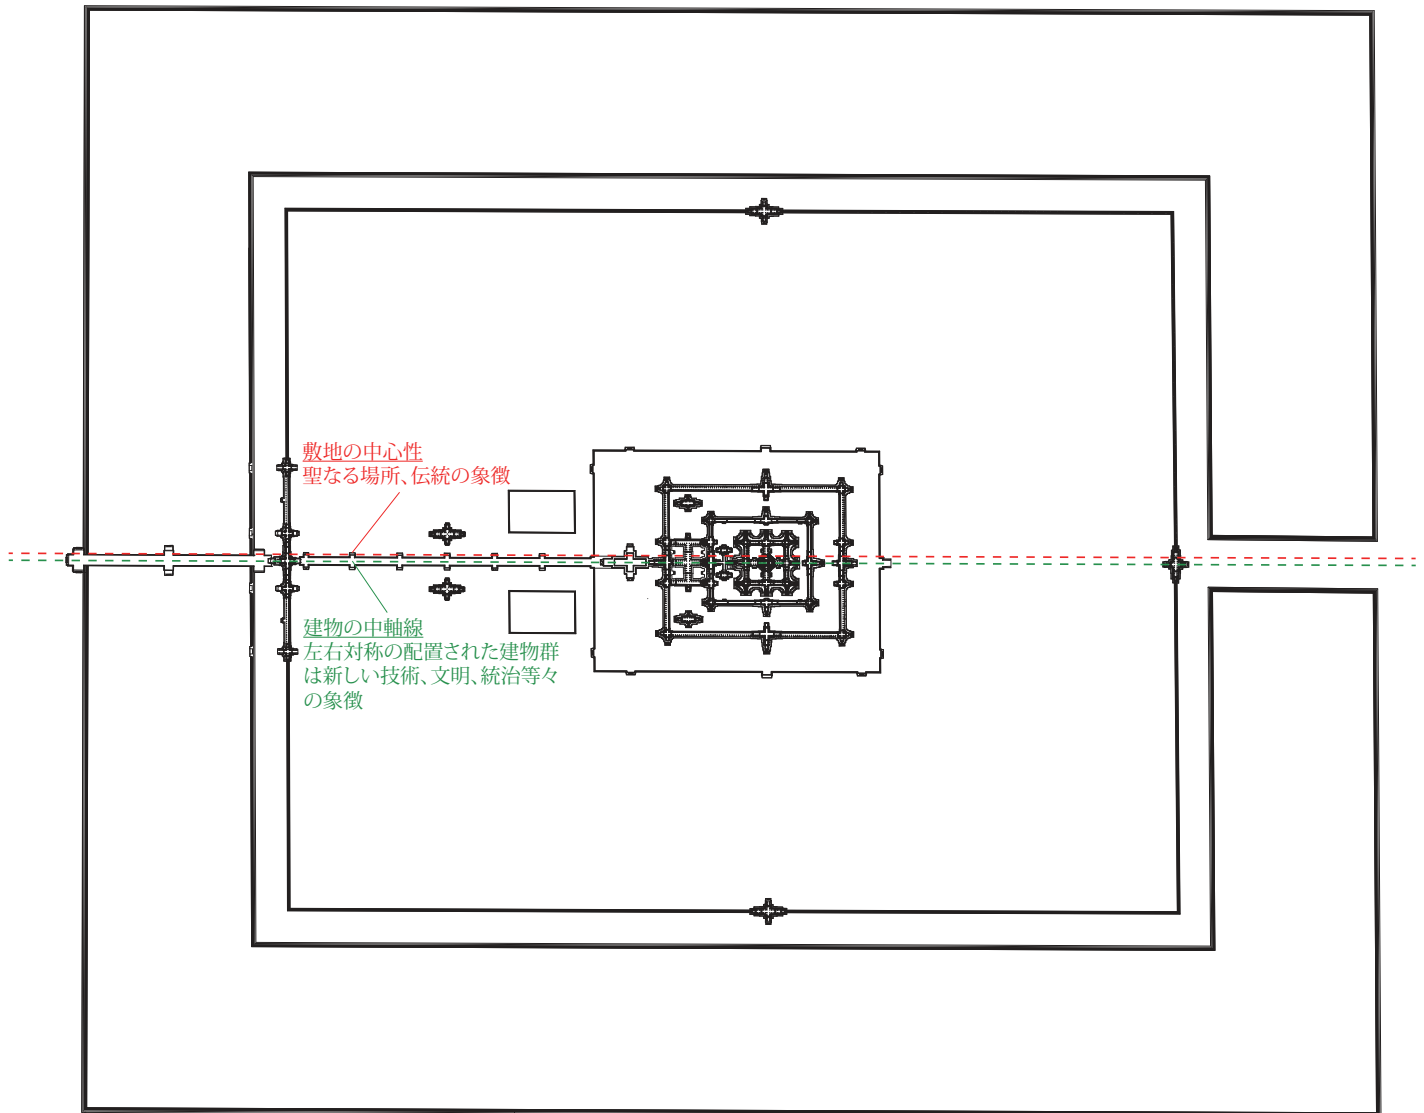 敷地の中心性
聖なる場所、伝統の象徴
建物の中軸線
左右対称の配置された建物群
は新しい技術、文明、統治等々
の象徴